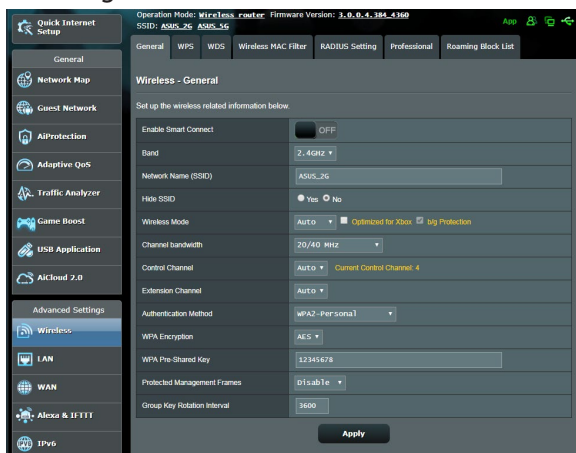 Quick Internet
Setup
General
Network Map
Guest Network
AiProtection
Adaptive QoS
Traffic Analyzer
Game Boost
USB Application
AiCloud 2.0
Advanced Settings
Wireless
LAN
WAN
Alexa & IFTTT
IPv6
Operation Mode: Wireless router Firmware Version: 3.0.0.4.384_4360
SSID: ASUS_2G ASUS_5G
App
General WPS WDS Wireless MAC Filter RADIUS Setting Professional Roaming Block List
Wireless - General
Set up the wireless related information below.
Enable Smart Connect OFF
Band 2.4GHz
Network Name (SSID) ASUS_2G
Hide SSID Yes No
Wireless Mode Auto Optimized for Xbox b/g Protection
Channel bandwidth 20/40 MHz
Control Channel Auto Current Control Channel: 4
Extension Channel Auto
Authentication Method WPA2-Personal
WPA Encryption AES
WPA Pre-Shared Key 12345678
Protected Management Frames Disable
Group Key Rotation Interval 3600
Apply